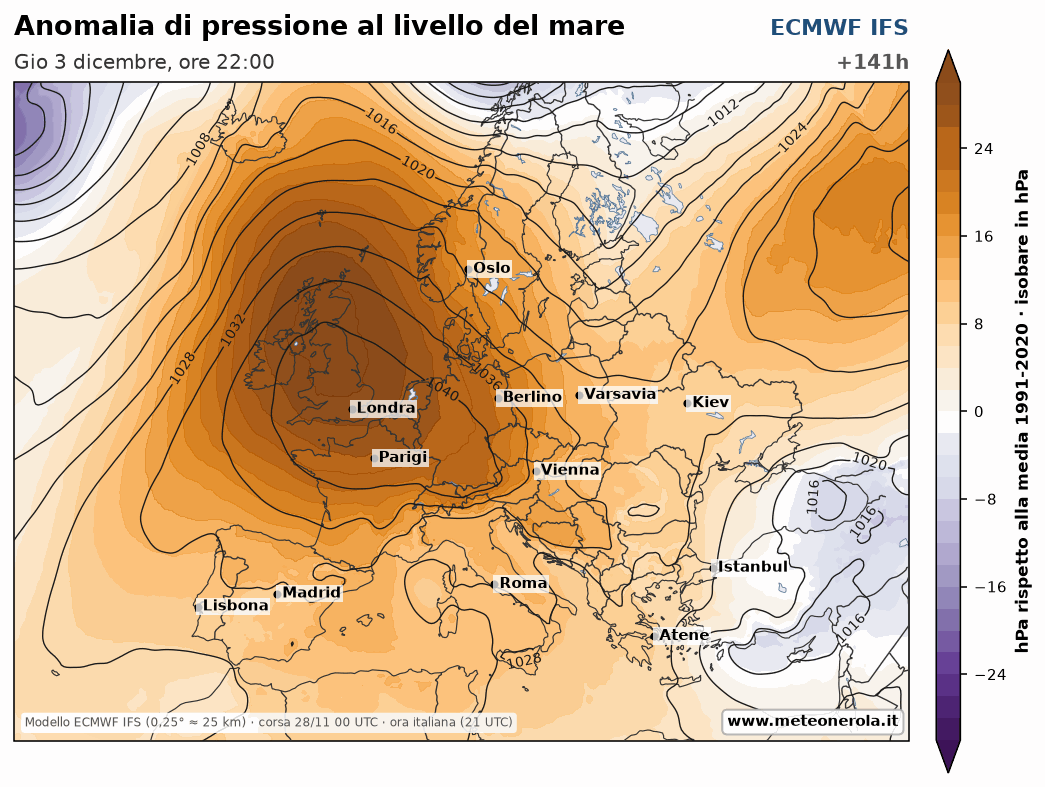 Anomalia di pressione al livello del mare
ECMWF IFS
Gio 3 dicembre, ore 22:00
+141h
1008
1016
1020
1012
1024
Oslo
1032
1028
1036
1040
Londra
Berlino
Varsavia
Kiev
Parigi
Vienna
1020
1016
1016
Istanbul
Madrid
Lisbona
Roma
Atene
1016
1028
Modello ECMWF IFS (0,25° ≈ 25 km) · corsa 28/11 00 UTC · ora italiana (21 UTC)
www.meteonerola.it
24
16
8
0
−8
−16
−24
hPa rispetto alla media 1991-2020 · isobare in hPa